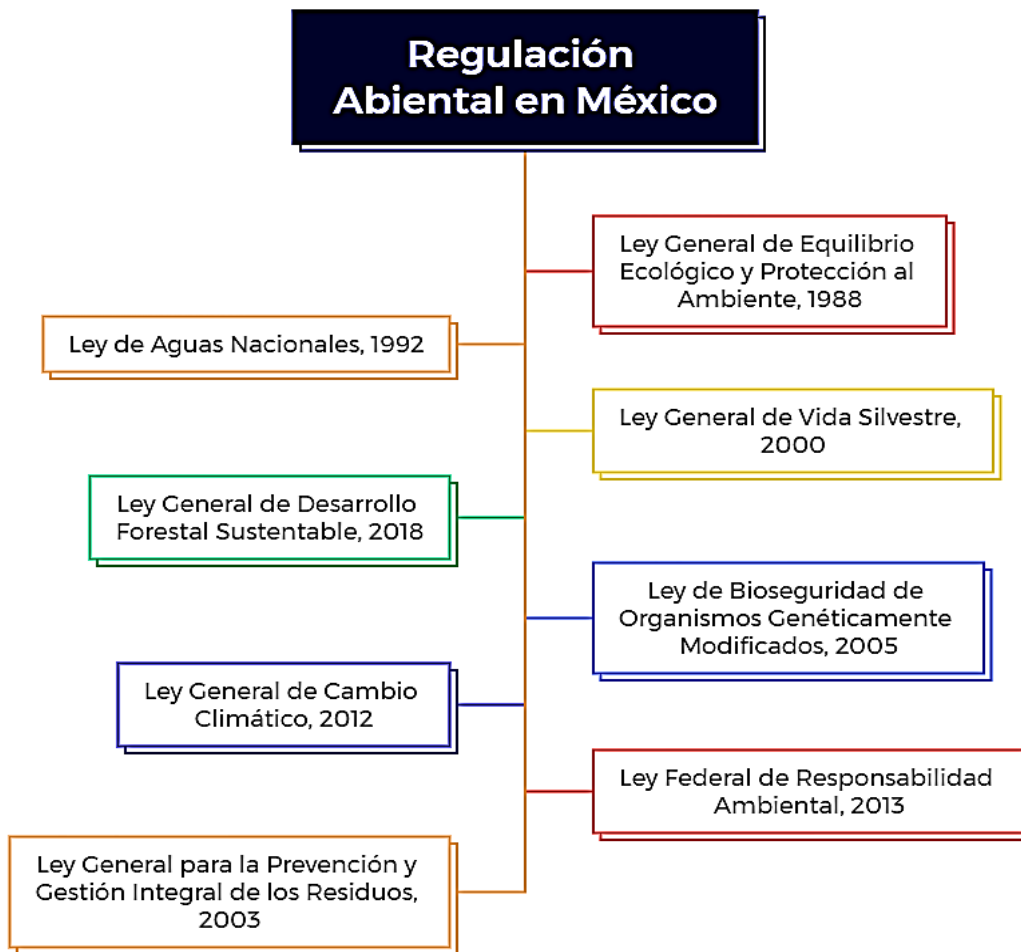 Regulación
Abiental en México
Ley General de Equilibrio
Ecológico y Protección al
Ambiente, 1988
Ley de Aguas Nacionales, 1992
Ley General de Vida Silvestre,
2000
Ley General de Desarrollo
Forestal Sustentable, 2018
Ley de Bioseguridad de
Organismos Genéticamente
Modificados, 2005
Ley General de Cambio
Climático, 2012
Ley Federal de Responsabilidad
Ambiental, 2013
Ley General para la Prevención y
Gestión Integral de los Residuos,
2003